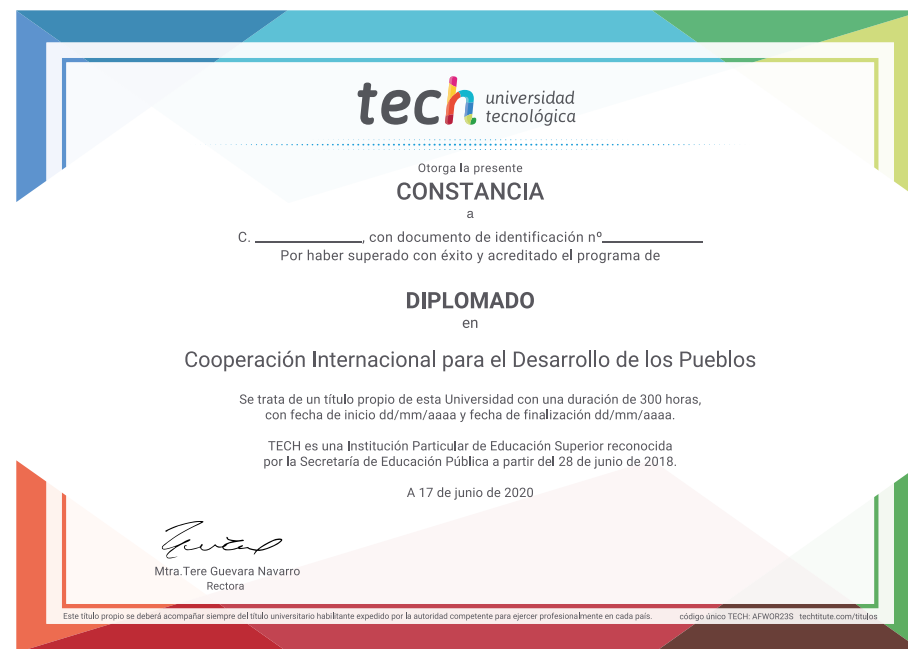 tech universidad
tecnológica
Otorga la presente
CONSTANCIA
a
C. ____________, con documento de identificación nº____________
Por haber superado con éxito y acreditado el programa de
DIPLOMADO
en
Cooperación Internacional para el Desarrollo de los Pueblos
Se trata de un título propio de esta Universidad con una duración de 300 horas,
con fecha de inicio dd/mm/aaaa y fecha de finalización dd/mm/aaaa.
TECH es una Institución Particular de Educación Superior reconocida
por la Secretaría de Educación Pública a partir del 28 de junio de 2018.
A 17 de junio de 2020
Mtra.Tere Guevara Navarro
Rectora
Este título propio se deberá acompañar siempre del título universitario habilitante expedido por la autoridad competente para ejercer profesionalmente en cada país. código único TECH: AFWOR23S techtitute.com/titulos